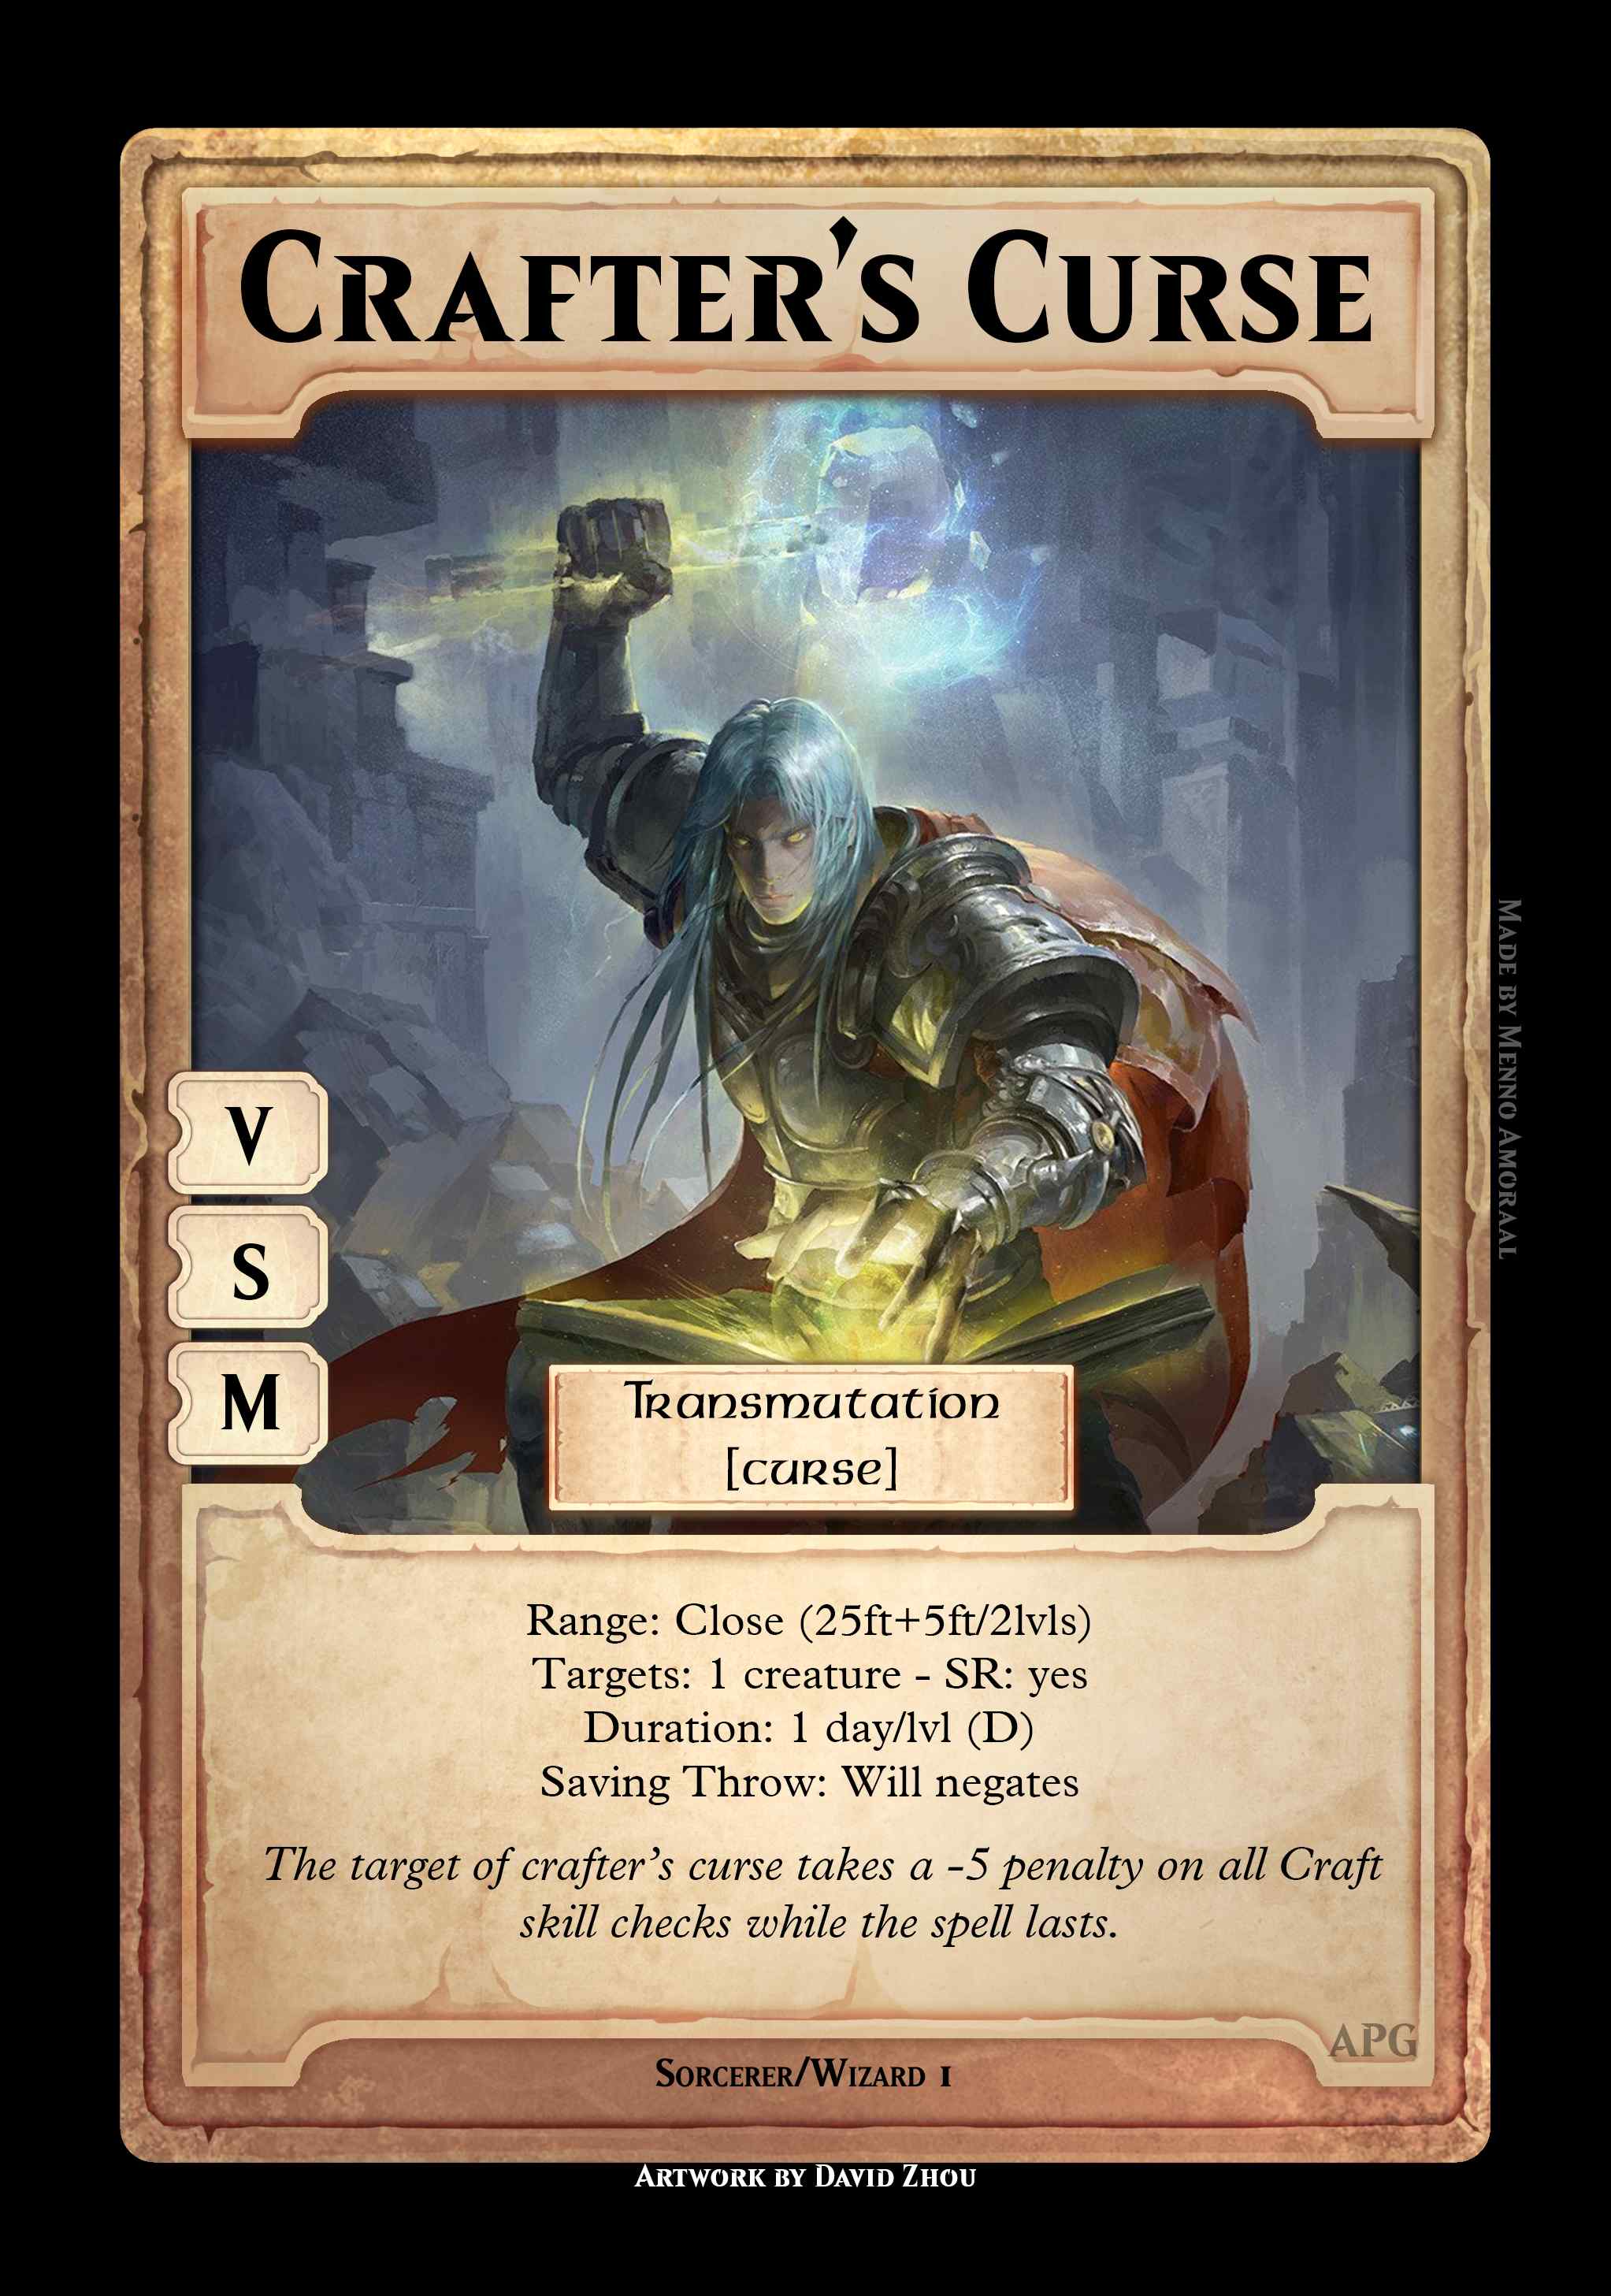 Crafter's Curse
V
S
M
Transmutation
[curse]
Range: Close (25ft+5ft/2lvls)
Targets: 1 creature - SR: yes
Duration: 1 day/lvl (D)
Saving Throw: Will negates
The target of crafter's curse takes a -5 penalty on all Craft
skill checks while the spell lasts.
APG
Sorcerer/Wizard 1
Artwork by David Zhou
Made by Menno Amoraal